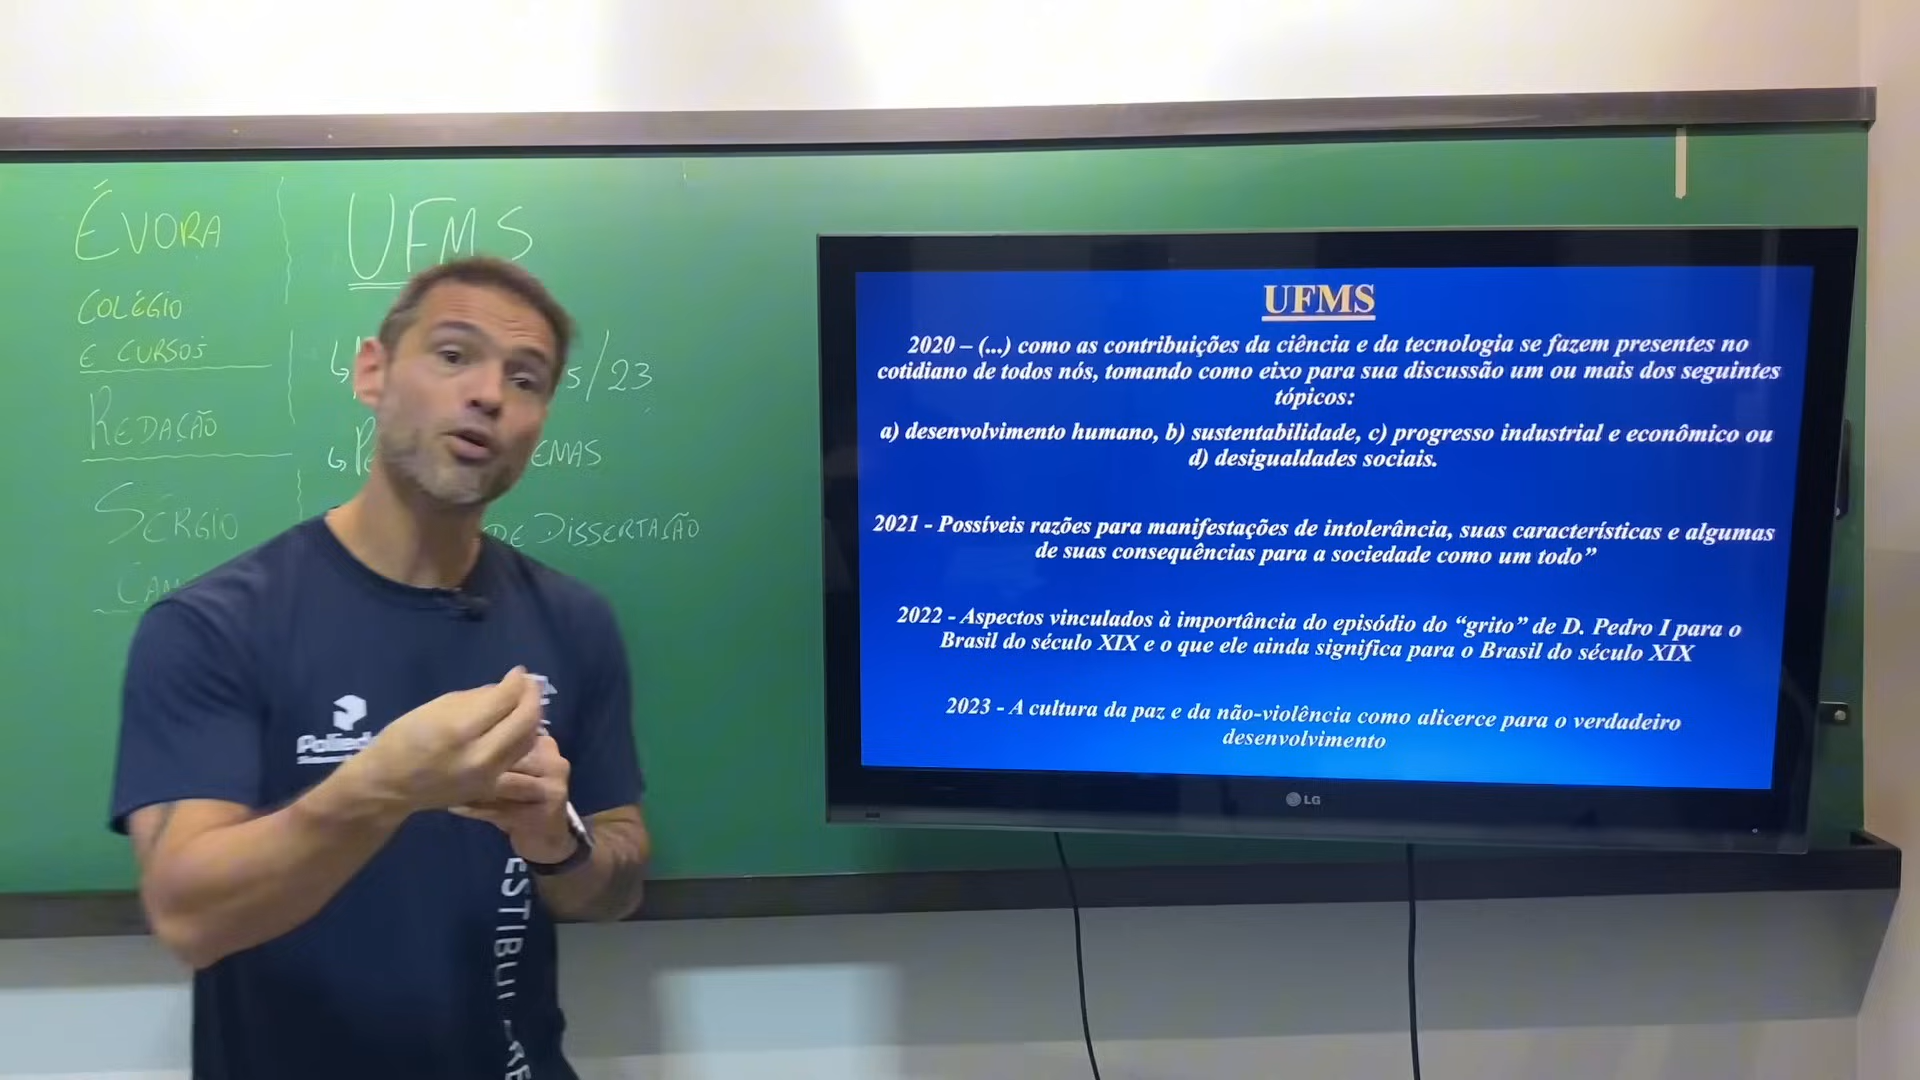 ÉVORA
COLÉGIO
E CURSOS
REDAÇÃO
SÉRGIO
UFMS
5/23
DE DISSERTAÇÃO
UFMS
2020 – (...) como as contribuições da ciência e da tecnologia se fazem presentes no
cotidiano de todos nós, tomando como eixo para sua discussão um ou mais dos seguintes
tópicos:
a) desenvolvimento humano, b) sustentabilidade, c) progresso industrial e econômico ou
d) desigualdades sociais.
2021 - Possíveis razões para manifestações de intolerância, suas características e algumas
de suas consequências para a sociedade como um todo”
2022 - Aspectos vinculados à importância do episódio do “grito” de D. Pedro I para o
Brasil do século XIX e o que ele ainda significa para o Brasil do século XIX
2023 - A cultura da paz e da não-violência como alicerce para o verdadeiro
desenvolvimento
LG